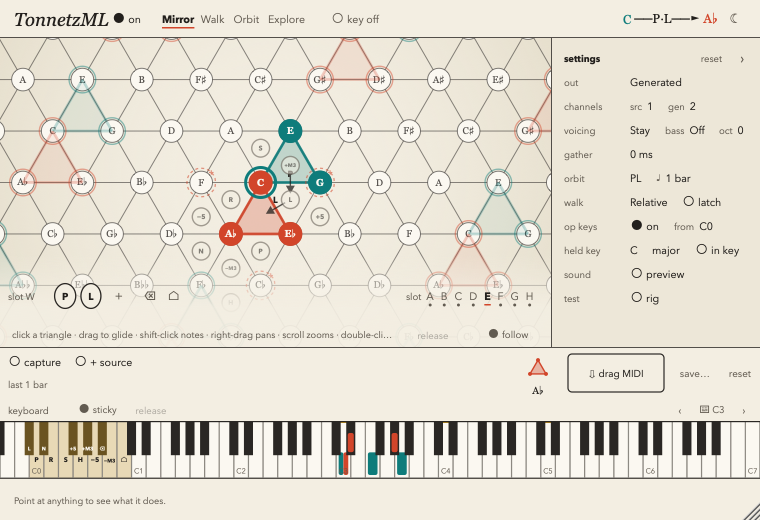 TonnetzML on Mirror Walk Orbit Explore key off C P·L A♭
A E B F♯ C♯ G♯ D♯ A♯ E♯
C G D A E B F♯ C♯ G♯
S
+M3
A♭ E♭ B♭ F C G D A E B
R L L
−S +S
C♭ G♭ D♭ A♭ E♭ B♭ F C G
N P
−M3
A♭♭ E♭♭ B♭♭ F♭ C♭ G♭ D♭ A♭ E♭ B♭
slot W P L + slot A B C D E F G H
click a triangle · drag to glide · shift-click notes · right-drag pans · scroll zooms · double-cli… release follow
settings reset ›
out Generated
channels src 1 gen 2
voicing Stay bass Off oct 0
gather 0 ms
orbit PL ♩ 1 bar
walk Relative latch
op keys on from C0
held key C major in key
sound preview
test rig
capture + source
last 1 bar
A♭
⇩ drag MIDI save… reset
keyboard sticky release ‹ C3 ›
L N +S +M3
P R S H −S −M3
C0 C1 C2 C4 C5 C6 C7
Point at anything to see what it does.